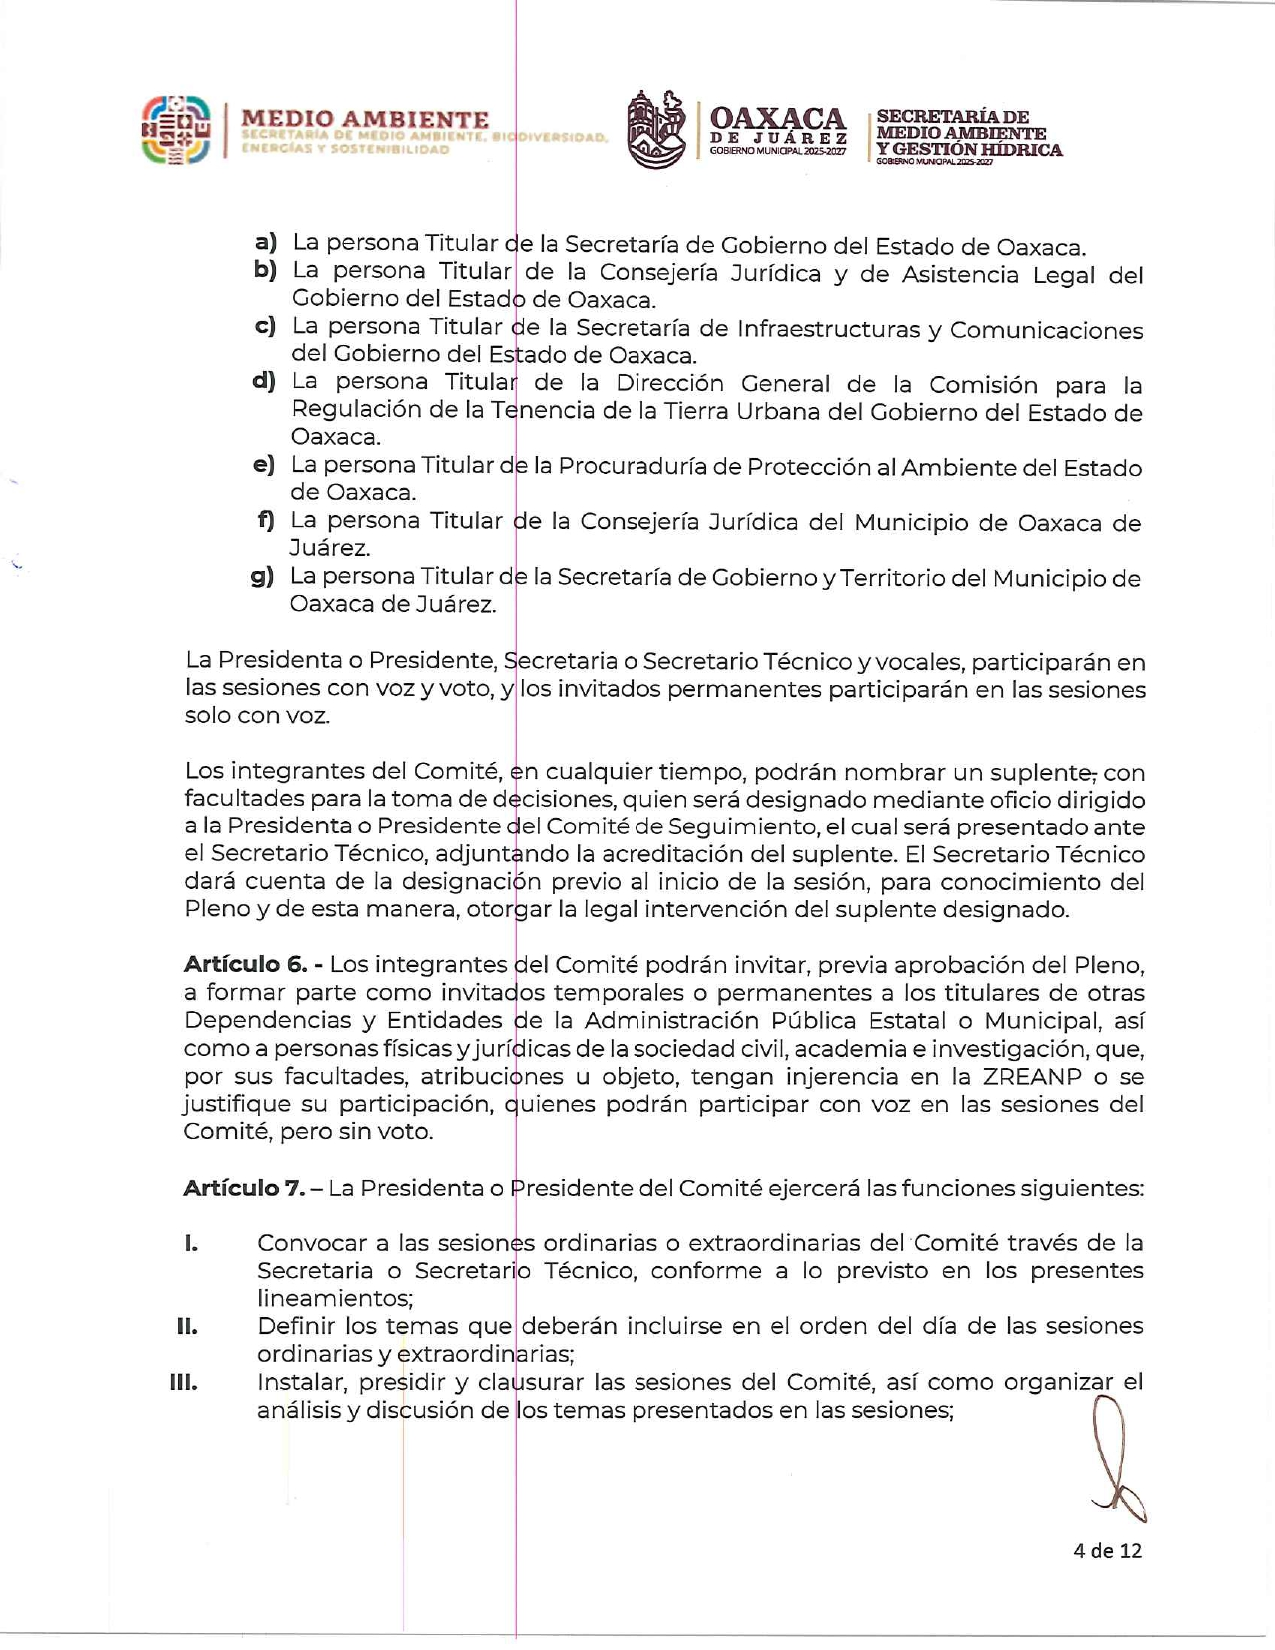 MEDIO AMBIENTE
SECRETARÍA DE MEDIO AMBIENTE, BIODIVERSIDAD,
ENERGÍAS Y SOSTENIBILIDAD
OAXACA
DE JUÁREZ
GOBIERNO MUNICIPAL 2025-2027
SECRETARÍA DE
MEDIO AMBIENTE
Y GESTIÓN HÍDRICA
GOBIERNO MUNICIPAL 2025-2027
a) La persona Titular de la Secretaría de Gobierno del Estado de Oaxaca.
b) La persona Titular de la Consejería Jurídica y de Asistencia Legal del
Gobierno del Estado de Oaxaca.
c) La persona Titular de la Secretaría de Infraestructuras y Comunicaciones
del Gobierno del Estado de Oaxaca.
d) La persona Titular de la Dirección General de la Comisión para la
Regulación de la Tenencia de la Tierra Urbana del Gobierno del Estado de
Oaxaca.
e) La persona Titular de la Procuraduría de Protección al Ambiente del Estado
de Oaxaca.
f) La persona Titular de la Consejería Jurídica del Municipio de Oaxaca de
Juárez.
g) La persona Titular de la Secretaría de Gobierno y Territorio del Municipio de
Oaxaca de Juárez.
La Presidenta o Presidente, Secretaria o Secretario Técnico y vocales, participarán en
las sesiones con voz y voto, y los invitados permanentes participarán en las sesiones
solo con voz.
Los integrantes del Comité, en cualquier tiempo, podrán nombrar un suplente, con
facultades para la toma de decisiones, quien será designado mediante oficio dirigido
a la Presidenta o Presidente del Comité de Seguimiento, el cual será presentado ante
el Secretario Técnico, adjuntando la acreditación del suplente. El Secretario Técnico
dará cuenta de la designación previo al inicio de la sesión, para conocimiento del
Pleno y de esta manera, otorgar la legal intervención del suplente designado.
Artículo 6. - Los integrantes del Comité podrán invitar, previa aprobación del Pleno,
a formar parte como invitados temporales o permanentes a los titulares de otras
Dependencias y Entidades de la Administración Pública Estatal o Municipal, así
como a personas físicas y jurídicas de la sociedad civil, academia e investigación, que,
por sus facultades, atribuciones u objeto, tengan injerencia en la ZREANP o se
justifique su participación, quienes podrán participar con voz en las sesiones del
Comité, pero sin voto.
Artículo 7. – La Presidenta o Presidente del Comité ejercerá las funciones siguientes:
I. Convocar a las sesiones ordinarias o extraordinarias del Comité través de la
Secretaria o Secretario Técnico, conforme a lo previsto en los presentes
lineamientos;
II. Definir los temas que deberán incluirse en el orden del día de las sesiones
ordinarias y extraordinarias;
III. Instalar, presidir y clausurar las sesiones del Comité, así como organizar el
análisis y discusión de los temas presentados en las sesiones;
4 de 12